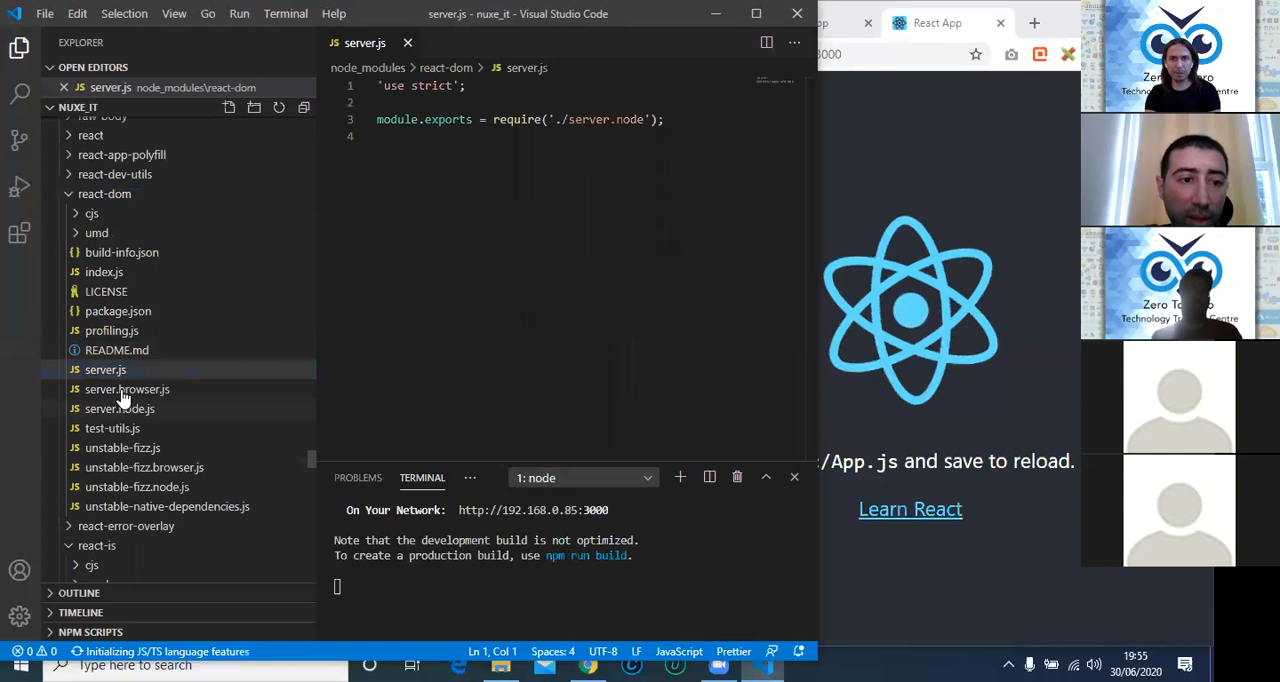 File Edit Selection View Go Run Terminal Help
server.js - nuxe_it - Visual Studio Code
EXPLORER
OPEN EDITORS
server.js node_modules\react-dom
NUXE_IT
raw body
react
react-app-polyfill
react-dev-utils
react-dom
cjs
umd
build-info.json
index.js
LICENSE
package.json
profiling.js
README.md
server.js
server.browser.js
server.node.js
test-utils.js
unstable-fizz.js
unstable-fizz.browser.js
unstable-fizz.node.js
unstable-native-dependencies.js
react-error-overlay
react-is
cjs
OUTLINE
TIMELINE
NPM SCRIPTS
server.js
node_modules > react-dom > JS server.js
1 'use strict';
2
3 module.exports = require('./server.node');
4
PROBLEMS TERMINAL ... 1: node
On Your Network: http://192.168.0.85:3000
Note that the development build is not optimized.
To create a production build, use npm run build.
0 0 Initializing JS/TS language features Ln 1, Col 1 Spaces: 4 UTF-8 LF JavaScript Prettier
pp React App
3000
:/App.js and save to reload.
Learn React
Technology
Centre
Technology
Centre
Type here to search
19:55
30/06/2020